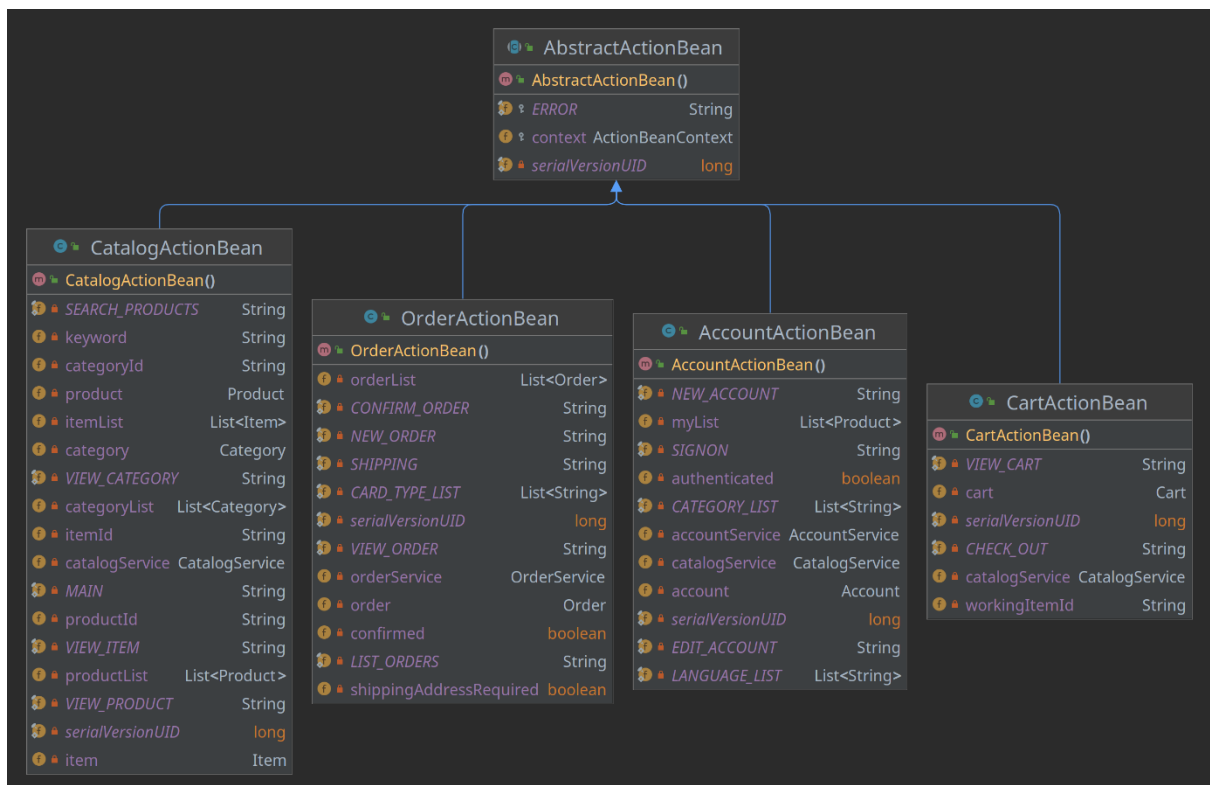 AbstractActionBean
AbstractActionBean()
ERROR String
context ActionBeanContext
serialVersionUID long
CatalogActionBean
CatalogActionBean()
SEARCH_PRODUCTS String
keyword String
categoryId String
product Product
itemList List<Item>
category Category
VIEW_CATEGORY String
categoryList List<Category>
itemId String
catalogService CatalogService
MAIN String
productId String
VIEW_ITEM String
productList List<Product>
VIEW_PRODUCT String
serialVersionUID long
item Item
OrderActionBean
OrderActionBean()
orderList List<Order>
CONFIRM_ORDER String
NEW_ORDER String
SHIPPING String
CARD_TYPE_LIST List<String>
serialVersionUID long
VIEW_ORDER String
orderService OrderService
order Order
confirmed boolean
LIST_ORDERS String
shippingAddressRequired boolean
AccountActionBean
AccountActionBean()
NEW_ACCOUNT String
myList List<Product>
SIGNON String
authenticated boolean
CATEGORY_LIST List<String>
accountService AccountService
catalogService CatalogService
account Account
serialVersionUID long
EDIT_ACCOUNT String
LANGUAGE_LIST List<String>
CartActionBean
CartActionBean()
VIEW_CART String
cart Cart
serialVersionUID long
CHECK_OUT String
catalogService CatalogService
workingItemId String